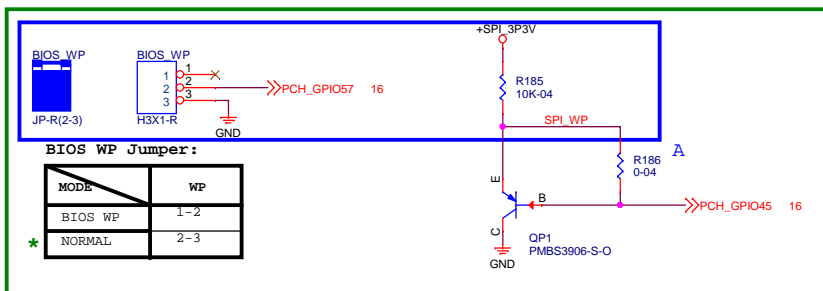 +SPI_3P3V
BIOS_WP
JP-R(2-3)
BIOS_WP
1 1
2 2
3 3
H3X1-R
PCH_GPIO57 16
GND
R185
10K-04
SPI_WP
A
R186
0-04
BIOS WP Jumper:
MODE WP
BIOS WP 1-2
* NORMAL 2-3
E
B
C
PCH_GPIO45 16
QP1
PMBS3906-S-O
GND